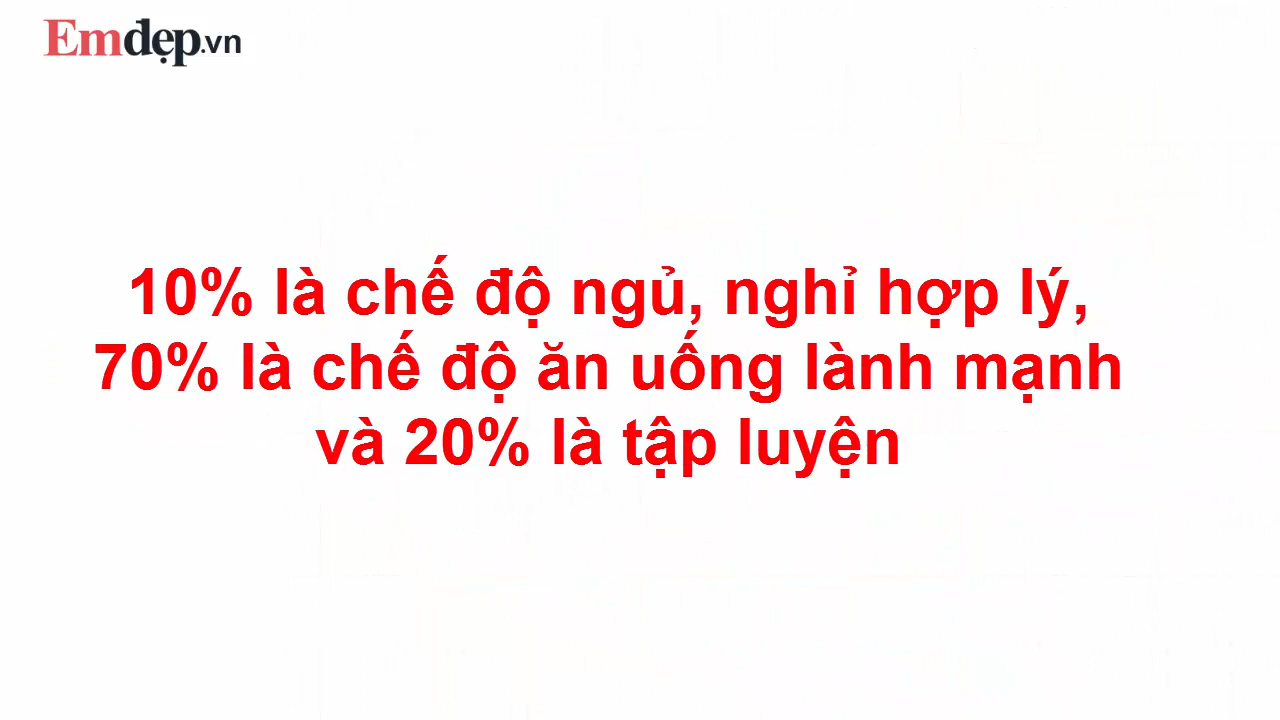 Emdẹp.vn
10% là chế độ ngủ, nghỉ hợp lý,
70% là chế độ ăn uống lành mạnh
và 20% là tập luyện